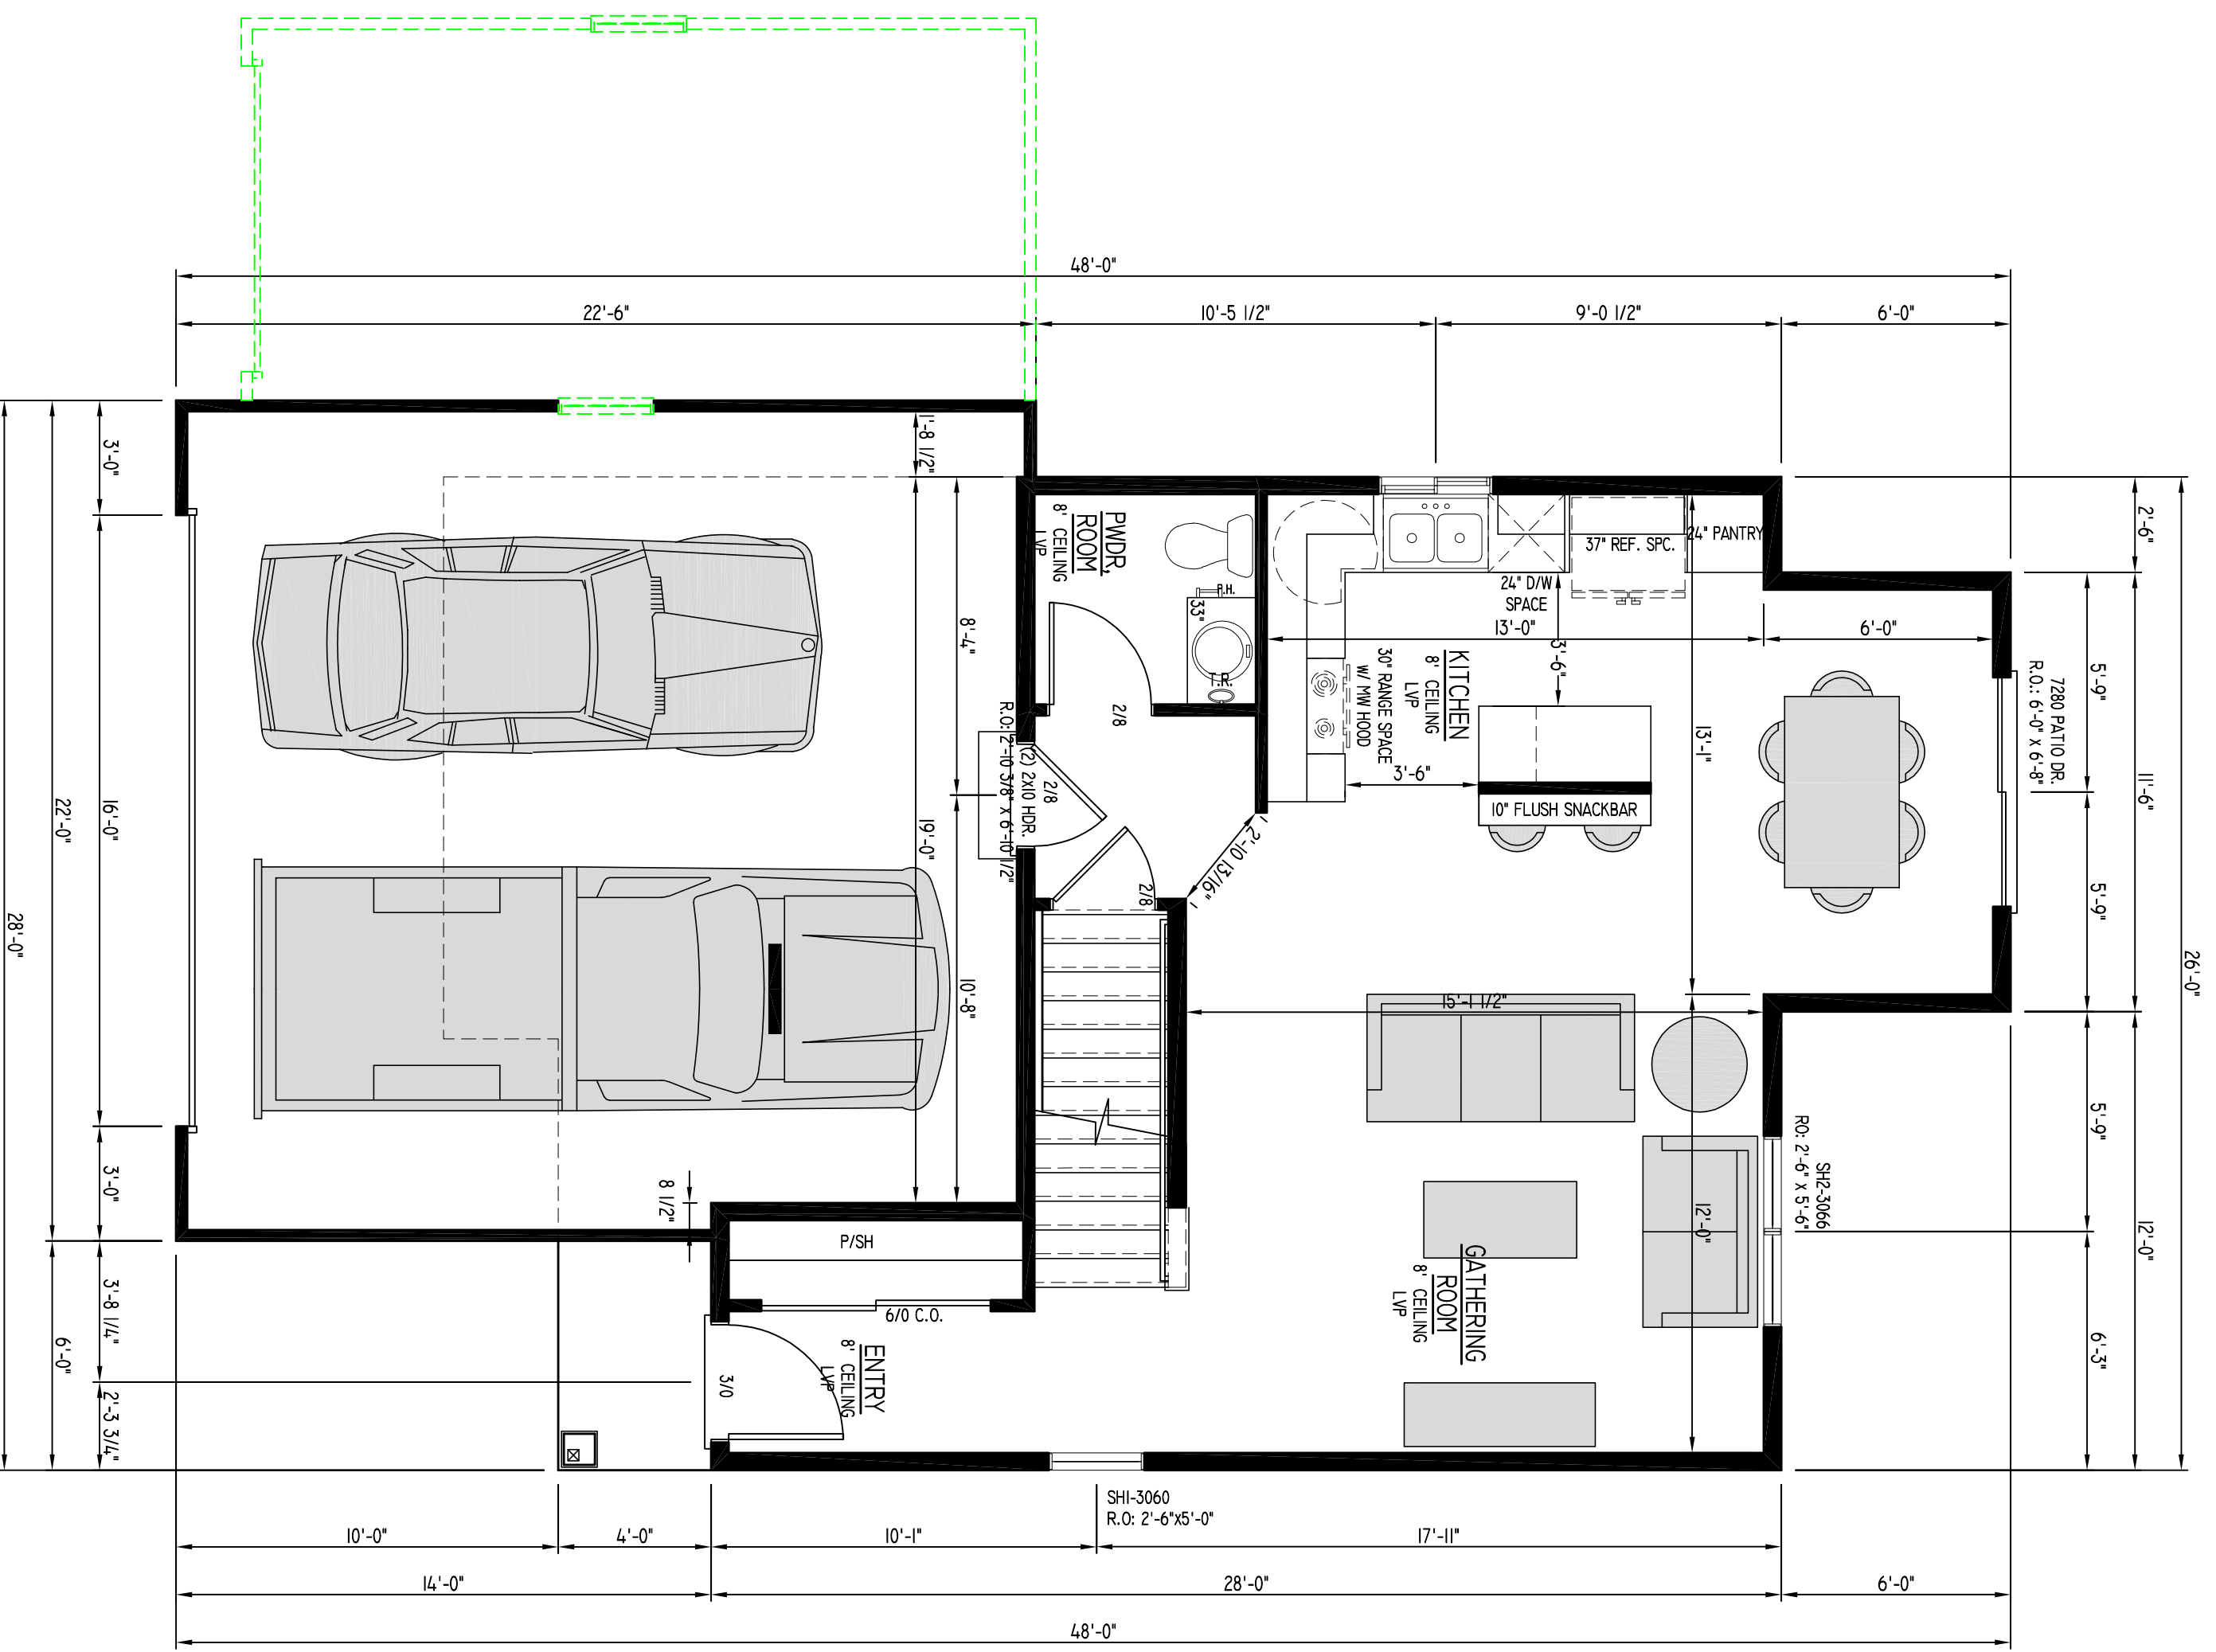 48'-0"
22'-6"
10'-5 1/2"
9'-0 1/2"
6'-0"
3'-0"
16'-0"
3'-0"
22'-0"
28'-0"
3'-8 1/4"
2'-3 3/4"
6'-0"
1'-8 1/2"
8'-4"
19'-0"
10'-8"
8 1/2"
PWDR,
ROOM
8' CEILING
LVP
P.H.
33"
T.R.
2/8
2/8
2/8
(2) 2x10 HDR.
R.O: 2'-10 3/8" x 6'-10 1/2"
24" D/W
SPACE
37" REF. SPC.
24" PANTRY
13'-0"
6'-0"
3'-6"
KITCHEN
8' CEILING
LVP
30" RANGE SPACE
W/ MW HOOD
3'-6"
10" FLUSH SNACKBAR
13'-1"
2'-10 13/16"
15'-1 1/2"
12'-0"
7280 PATIO DR.
R.O.: 6'-0" X 6'-8"
2'-6"
5'-9"
11'-6"
5'-9"
26'-0"
5'-9"
12'-0"
6'-3"
SH2-3066
RO: 2'-6" X 5'-6"
GATHERING
ROOM
8' CEILING
LVP
P/SH
6/0 C.O.
ENTRY
8' CEILING
LVP
3/0
SH1-3060
R.O: 2'-6"x5'-0"
10'-0"
4'-0"
10'-1"
17'-11"
14'-0"
28'-0"
6'-0"
48'-0"